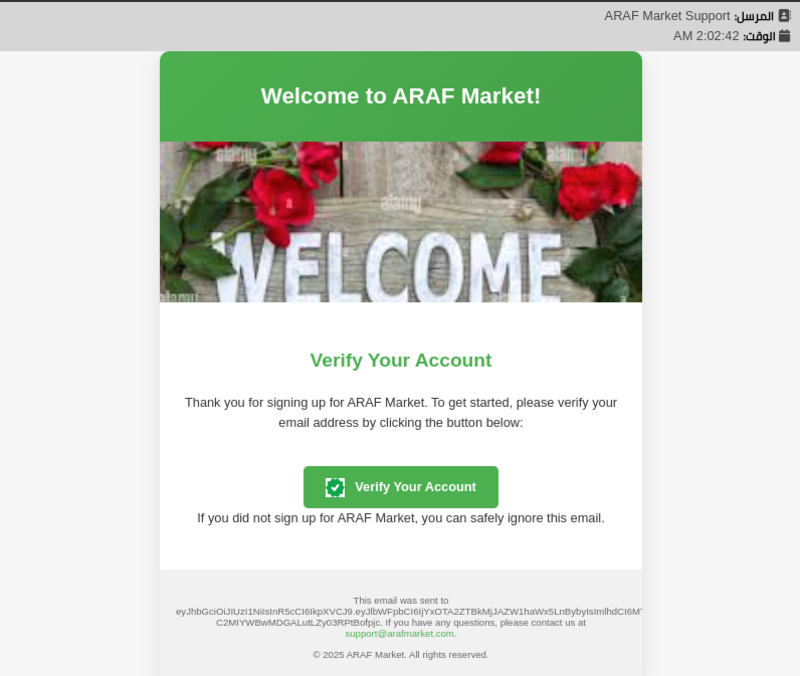 المرسل: ARAF Market Support
الوقت: 2:02:42 AM
Welcome to ARAF Market!
alamy alamy
a alamy a
WELCOME
alamy
Verify Your Account
Thank you for signing up for ARAF Market. To get started, please verify your
email address by clicking the button below:
Verify Your Account
If you did not sign up for ARAF Market, you can safely ignore this email.
This email was sent to
eyJhbGciOiJIUzI1NiIsInR5cCI6IkpXVCJ9.eyJlbWFpbCI6IjYxOTA2ZTBkMjJAZW1haWx5LnBybyIsImlhdCI6MT
C2MIYWBwMDGALutLZy03RPtBofpjc. If you have any questions, please contact us at
support@arafmarket.com.
© 2025 ARAF Market. All rights reserved.